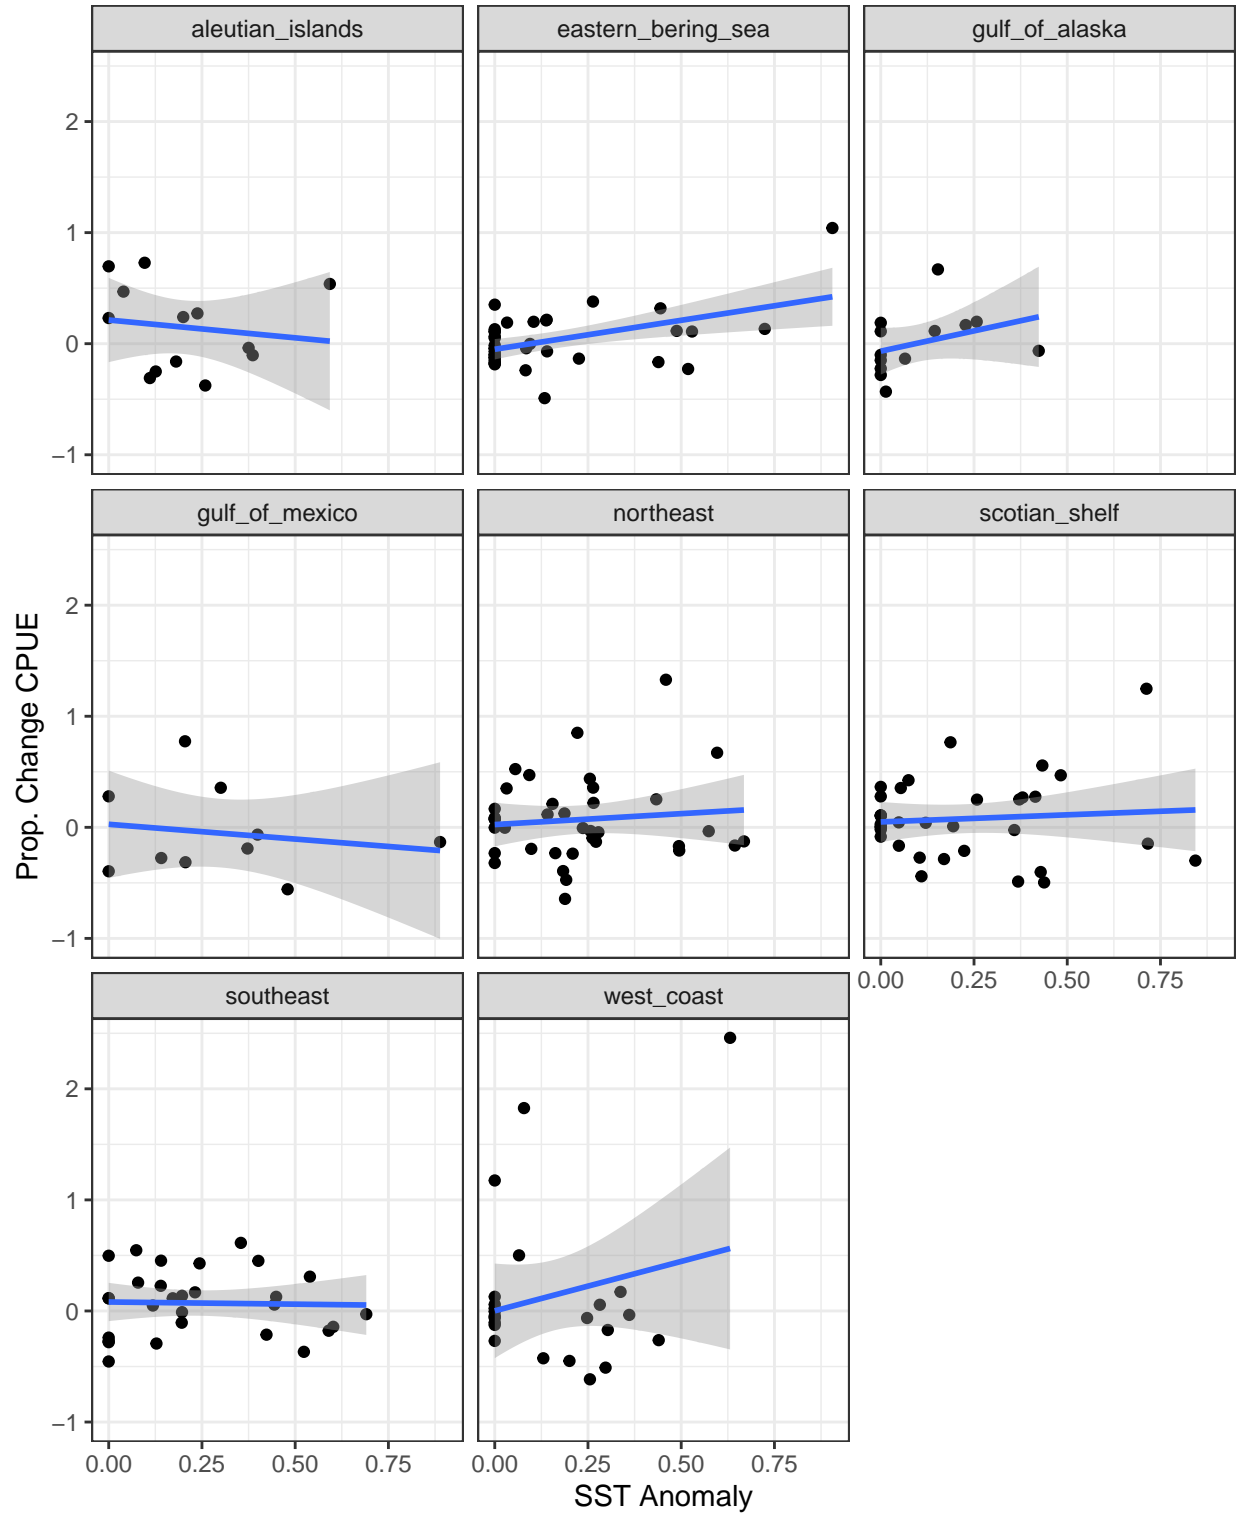 aleutian_islands eastern_bering_sea gulf_of_alaska
2
1
0
−1
gulf_of_mexico northeast scotian_shelf
2
1
0
−1
Prop. Change CPUE
0.00 0.25 0.50 0.75
southeast west_coast
2
1
0
−1
0.00 0.25 0.50 0.75 0.00 0.25 0.50 0.75
SST Anomaly